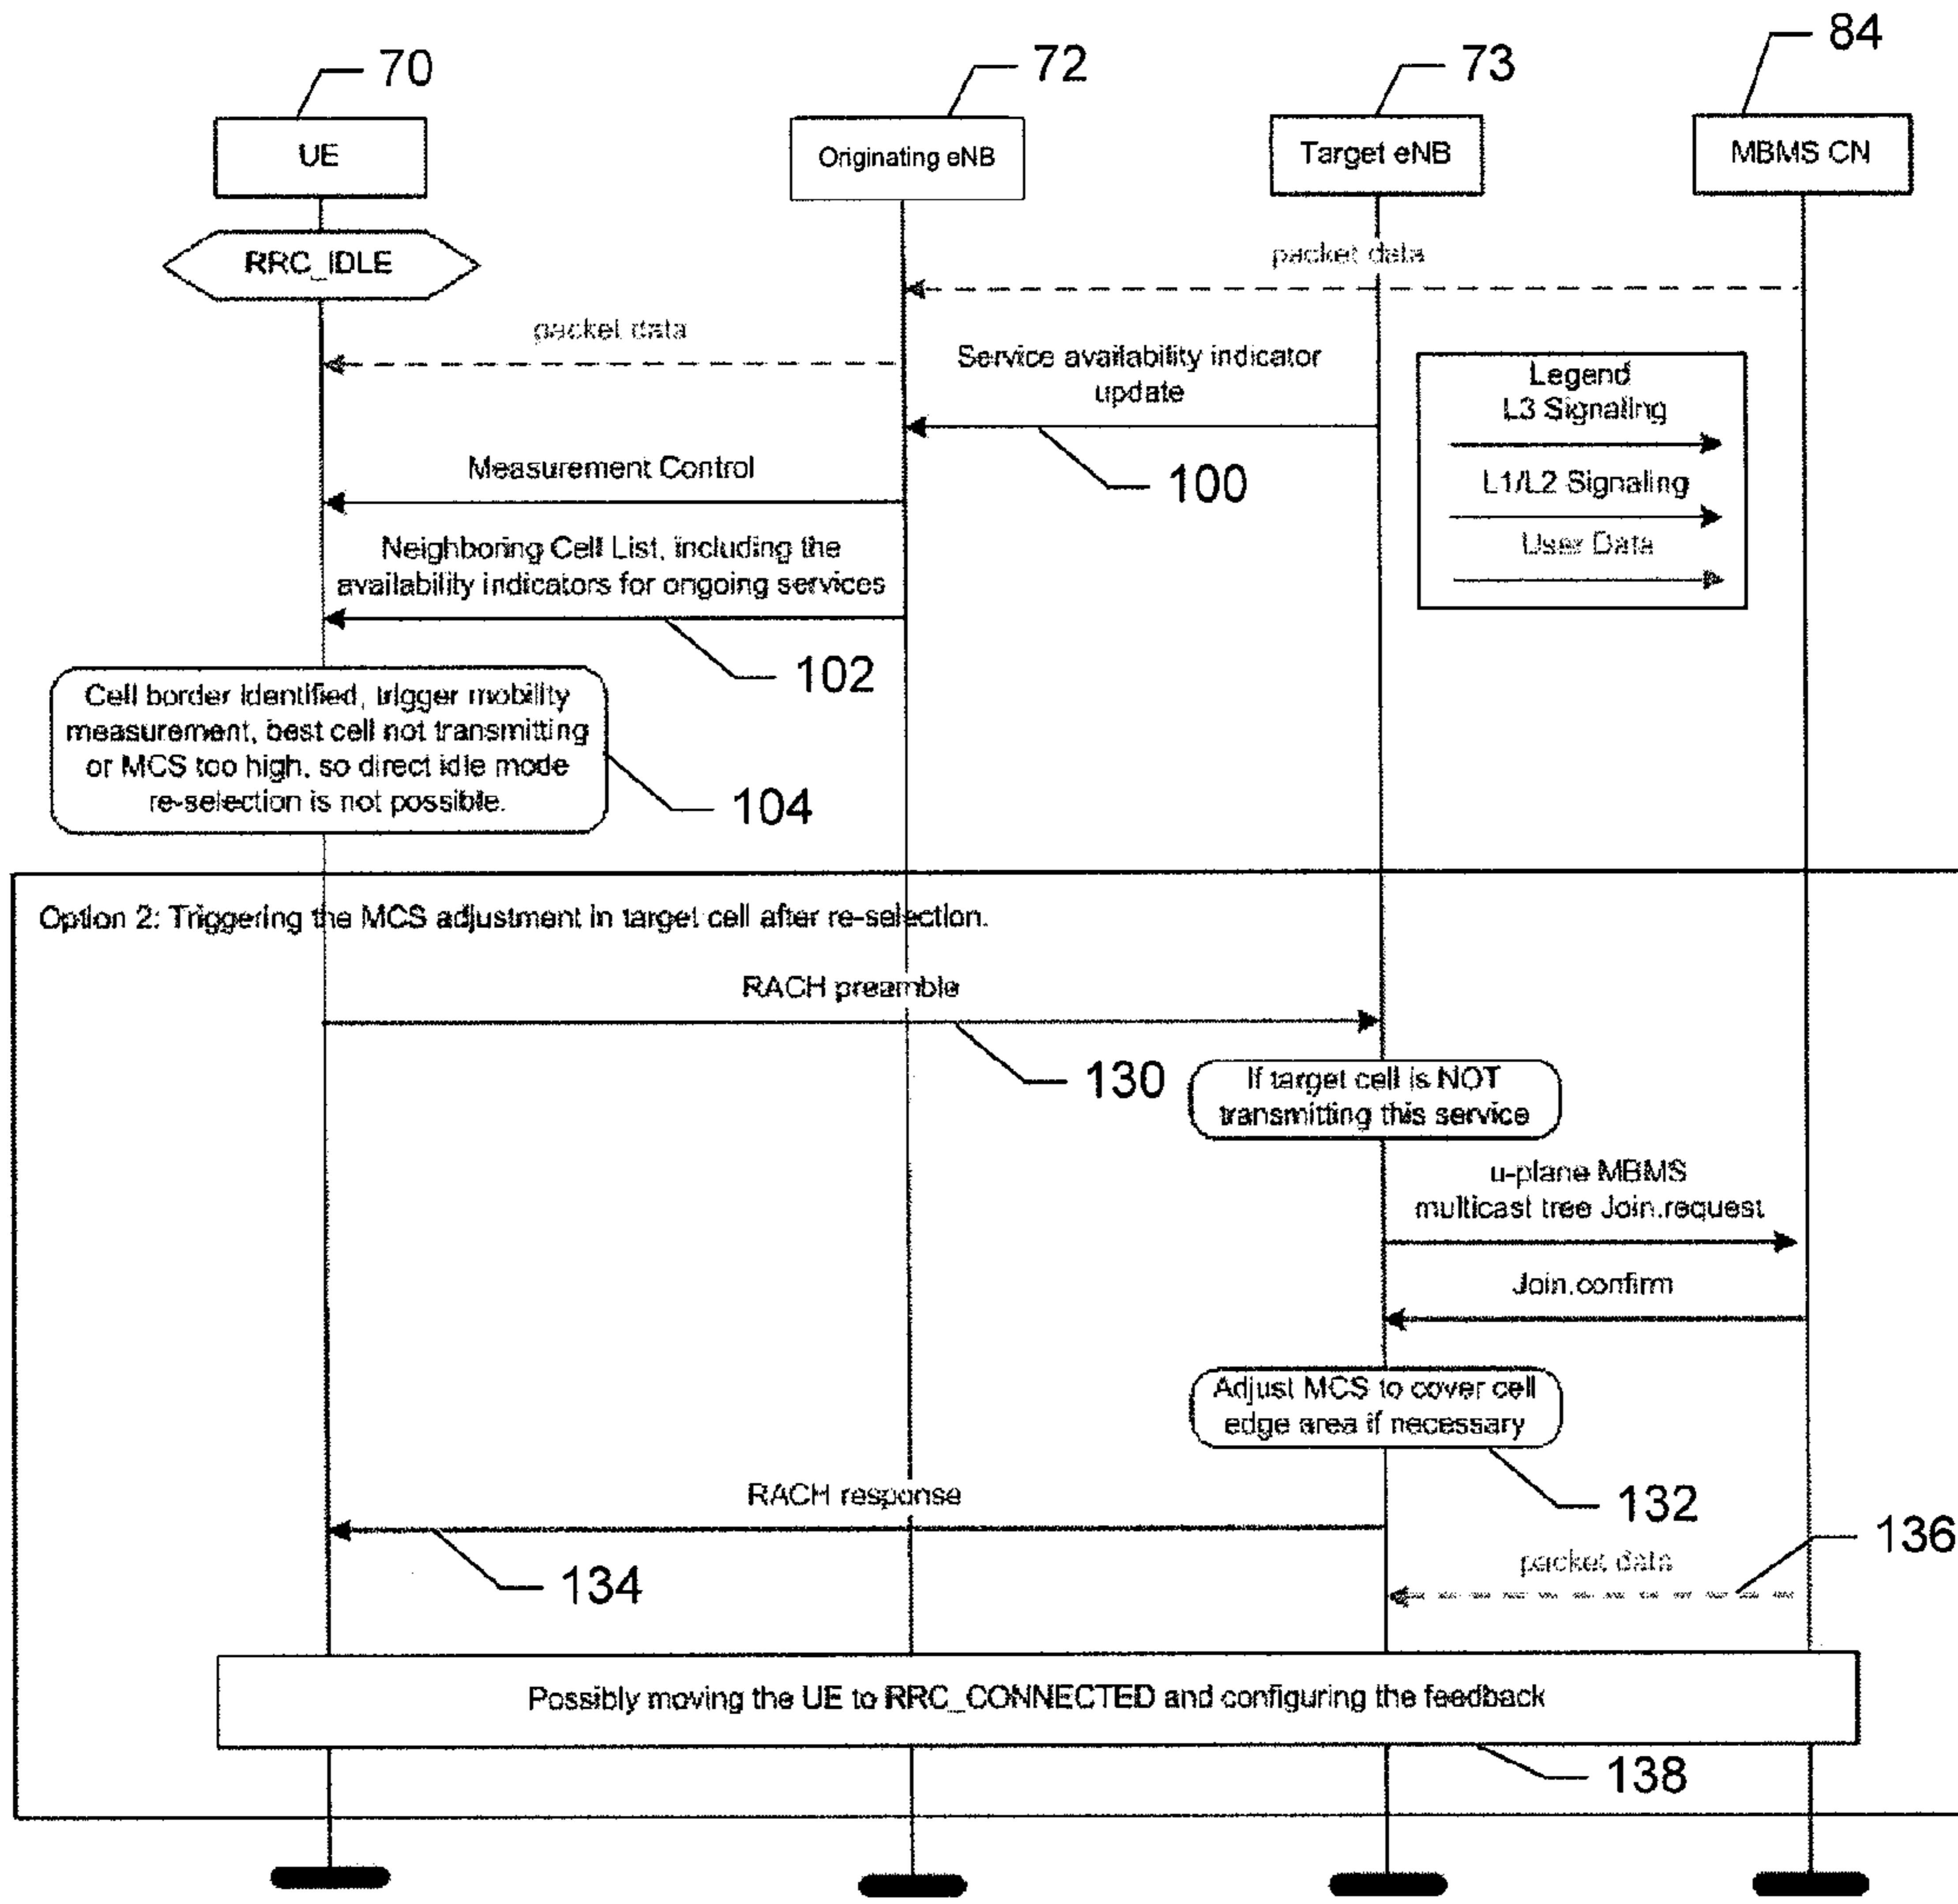 70
72
73
84
UE
Originating eNB
Target eNB
MBMS CN
RRC_IDLE
packet data
packet data
Service availability indicator
update
Legend
L3 Signaling
L1/L2 Signaling
User Data
100
Measurement Control
Neighboring Cell List, including the
availability indicators for ongoing services
102
Cell border identified, trigger mobility
measurement, best cell not transmitting
or MCS too high, so direct idle mode
re-selection is not possible.
104
Option 2: Triggering the MCS adjustment in target cell after re-selection.
RACH preamble
130
If target cell is NOT
transmitting this service
u-plane MBMS
multicast tree Join.request
Join.confirm
Adjust MCS to cover cell
edge area if necessary
132
RACH response
134
136
packet data
Possibly moving the UE to RRC_CONNECTED and configuring the feedback
138